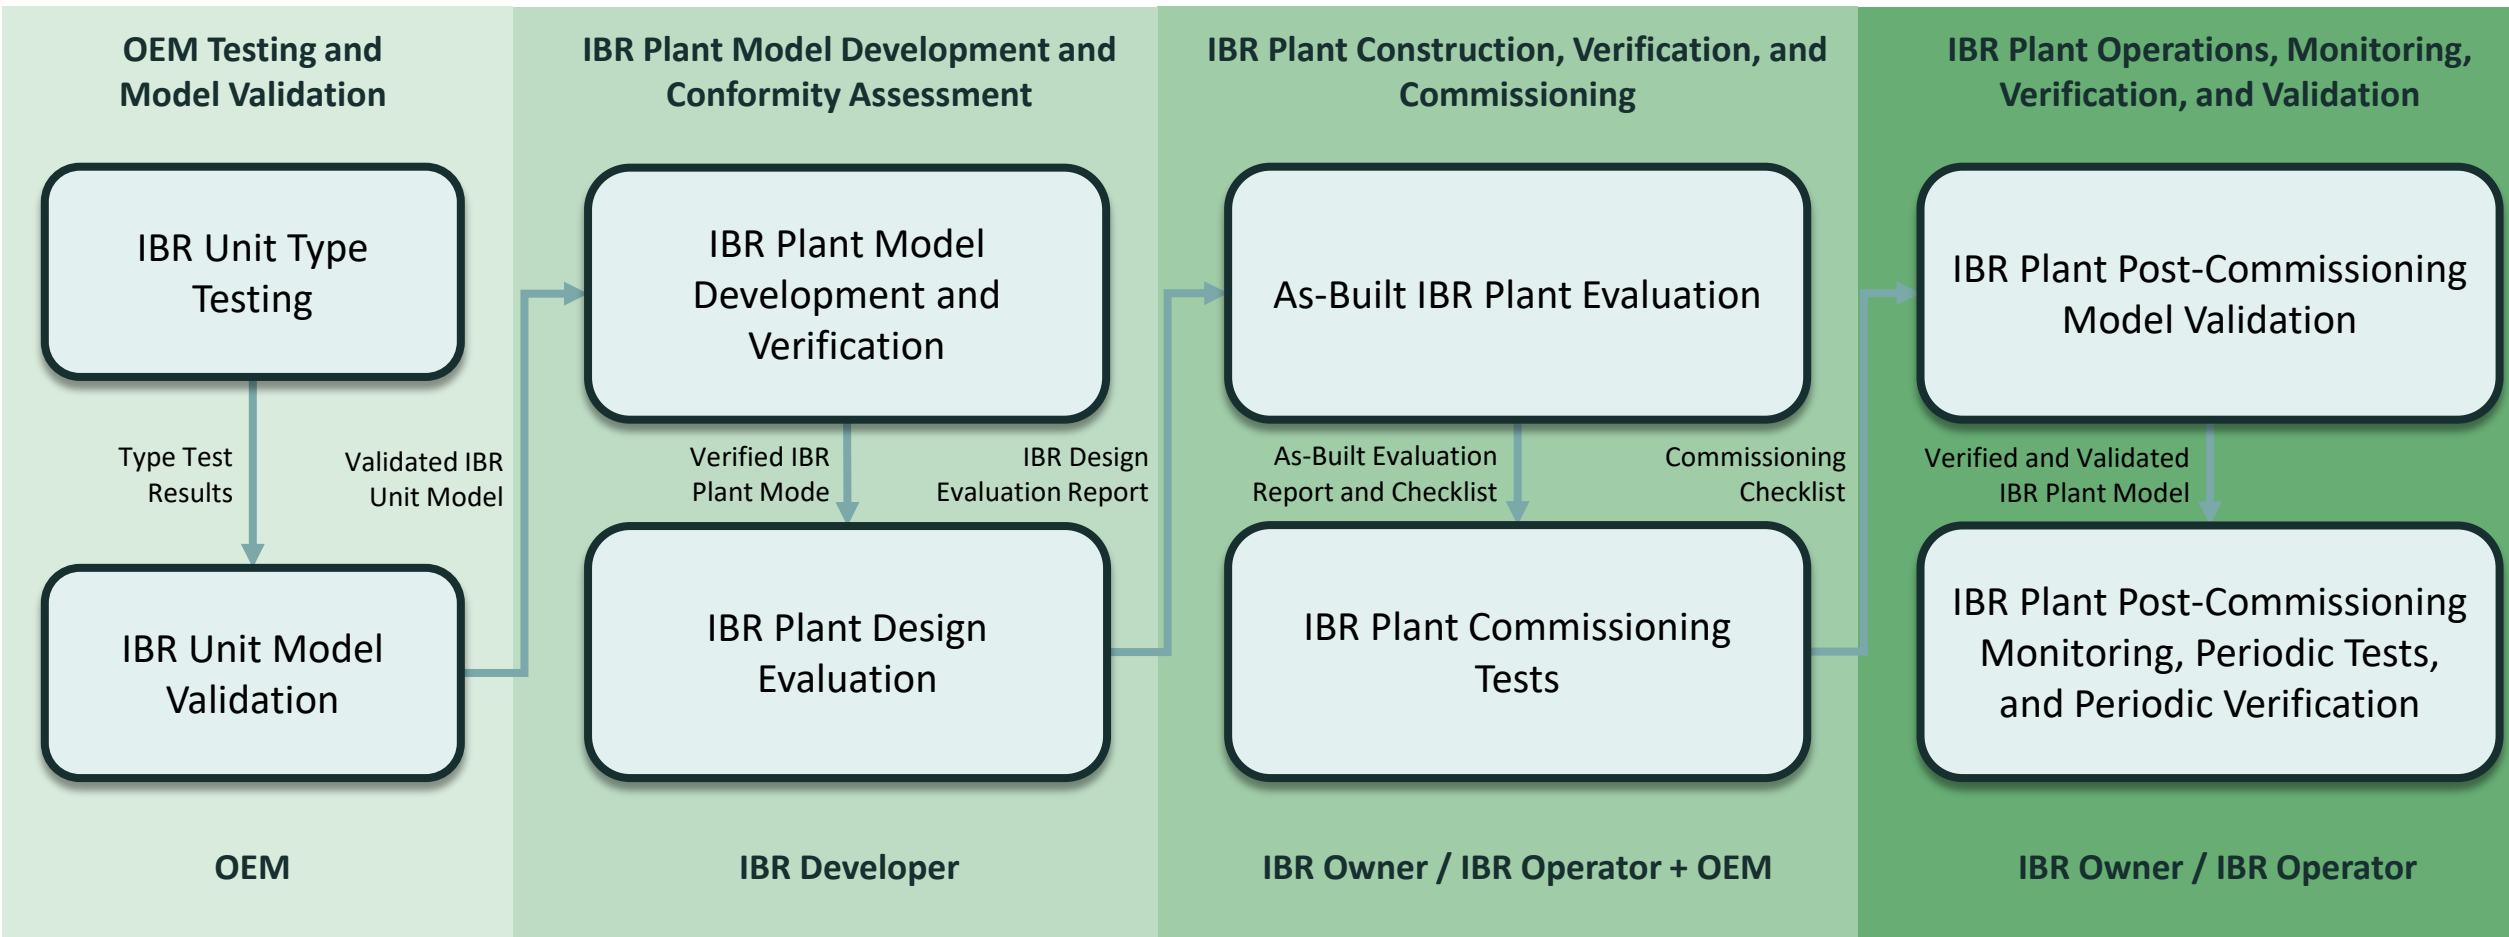 OEM Testing and
Model Validation
IBR Unit Type
Testing
Type Test
Results
Validated IBR
Unit Model
IBR Unit Model
Validation
OEM
IBR Plant Model Development and
Conformity Assessment
IBR Plant Model
Development and
Verification
Verified IBR
Plant Mode
IBR Design
Evaluation Report
IBR Plant Design
Evaluation
IBR Developer
IBR Plant Construction, Verification, and
Commissioning
As-Built IBR Plant Evaluation
As-Built Evaluation
Report and Checklist
Commissioning
Checklist
IBR Plant Commissioning
Tests
IBR Owner / IBR Operator + OEM
IBR Plant Operations, Monitoring,
Verification, and Validation
IBR Plant Post-Commissioning
Model Validation
Verified and Validated
IBR Plant Model
IBR Plant Post-Commissioning
Monitoring, Periodic Tests,
and Periodic Verification
IBR Owner / IBR Operator